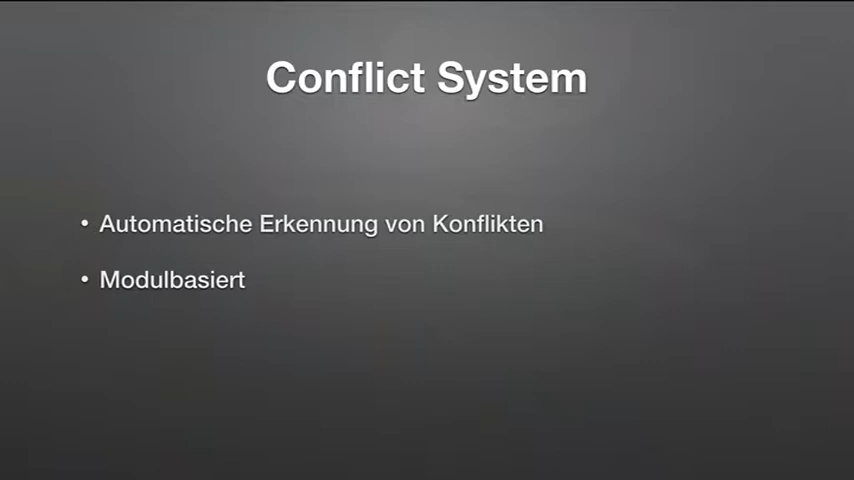 Conflict System
• Automatische Erkennung von Konflikten
• Modulbasiert